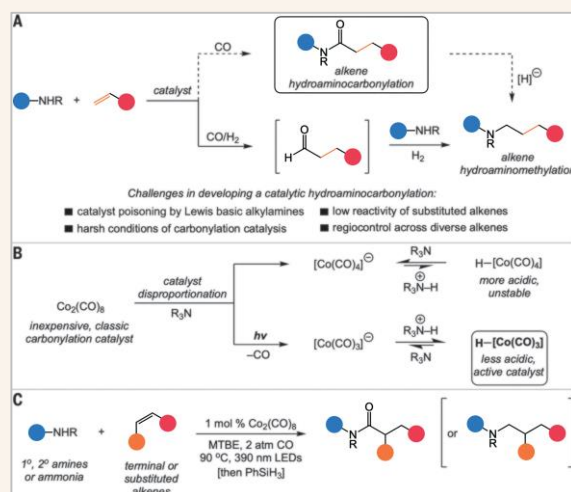 A
CO
O
N
R
alkene
hydroaminocarbonylation
[H]⊖
NHR
+
catalyst
CO/H₂
O
H
NHR
H₂
N
R
alkene
hydroaminomethylation
Challenges in developing a catalytic hydroaminocarbonylation:
■ catalyst poisoning by Lewis basic alkylamines ■ low reactivity of substituted alkenes
■ harsh conditions of carbonylation catalysis ■ regiocontrol across diverse alkenes
B
Co₂(CO)₈
inexpensive, classic
carbonylation catalyst
catalyst
disproportionation
R₃N
hν
–CO
[Co(CO)₄]⊖
R₃N
⊕
R₃N–H
H–[Co(CO)₄]
more acidic,
unstable
[Co(CO)₃]⊖
⊕
R₃N–H
R₃N
H–[Co(CO)₃]
less acidic,
active catalyst
C
NHR
+
1º, 2º amines
or ammonia
terminal or
substituted
alkenes
1 mol % Co₂(CO)₈
MTBE, 2 atm CO
90 ºC, 390 nm LEDs
[then PhSiH₃]
O
N
R
or
N
R